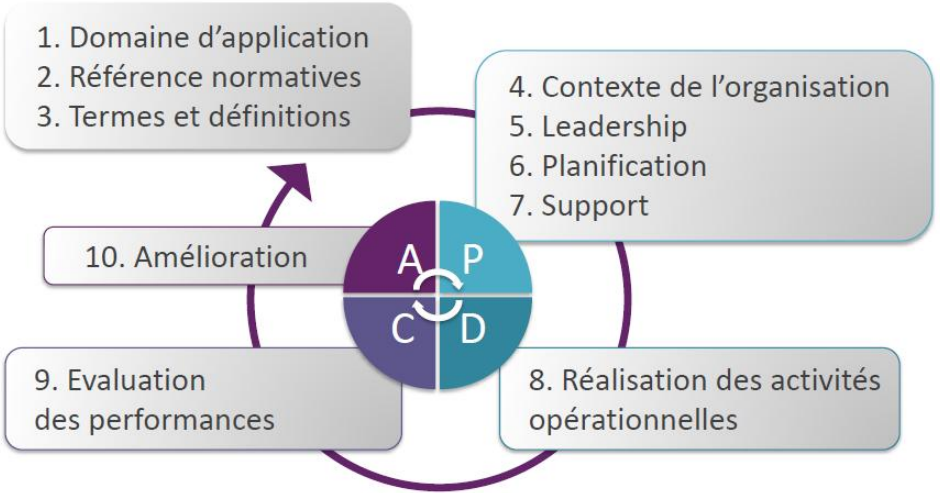 1. Domaine d’application
2. Référence normatives
3. Termes et définitions
4. Contexte de l’organisation
5. Leadership
6. Planification
7. Support
10. Amélioration
A
P
C
D
9. Evaluation
des performances
8. Réalisation des activités
opérationnelles